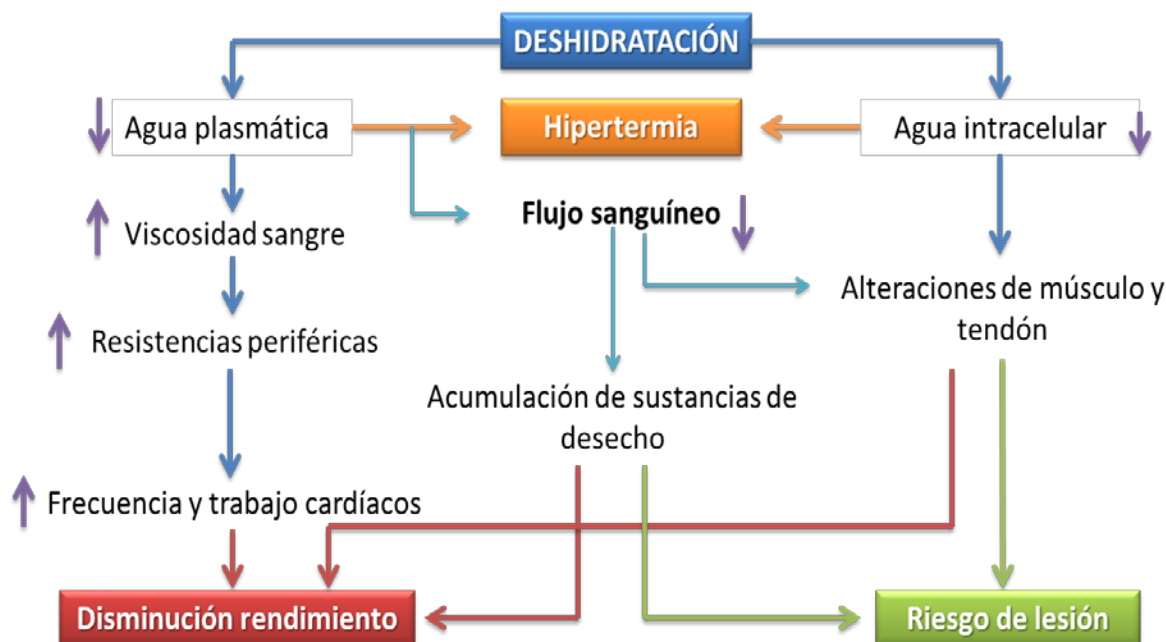 DESHIDRATACIÓN
Agua plasmática
Hipertermia
Agua intracelular
Flujo sanguíneo
Viscosidad sangre
Alteraciones de músculo y
tendón
Resistencias periféricas
Acumulación de sustancias de
desecho
Frecuencia y trabajo cardíacos
Disminución rendimiento
Riesgo de lesión